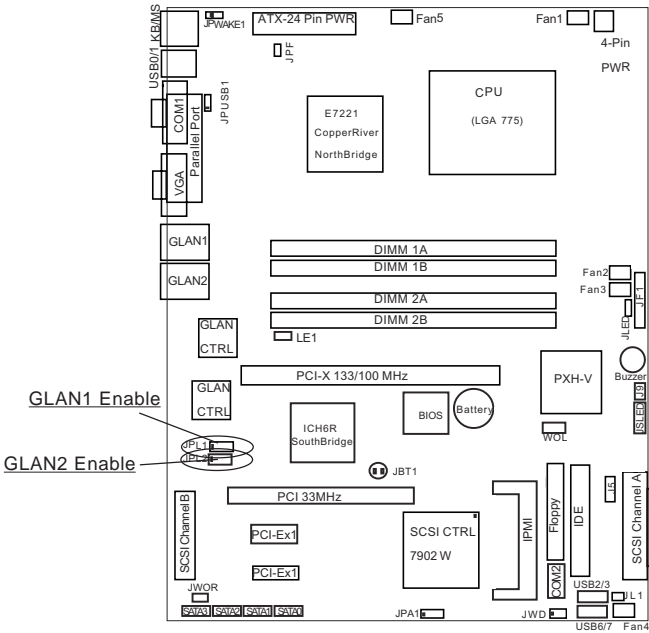 KB/MS
JPWAKE1
ATX-24 Pin PWR
Fan5
Fan1
4-Pin
PWR
JPF
USB0/1
JPUSB1
COM1
Parallel Port
VGA
E7221
CopperRiver
NorthBridge
CPU
(LGA 775)
GLAN1
GLAN2
DIMM 1A
DIMM 1B
DIMM 2A
DIMM 2B
LE1
Fan2
Fan3
JF1
JLED
GLAN
CTRL
PCI-X 133/100 MHz
PXH-V
Buzzer
GLAN
CTRL
ICH6R
SouthBridge
BIOS
Battery
J9
JSLED
WOL
GLAN1 Enable
JPL1
GLAN2 Enable
JPL2
JBT1
PCI 33MHz
SCSI Channel B
PCI-Ex1
PCI-Ex1
SCSI CTRL
7902 W
IPMI
Floppy
IDE
J5
SCSI Channel A
COM2
JWOR
SATA3
SATA2
SATA1
SATA0
JPA1
JWD
USB2/3
JL1
USB6/7
Fan4